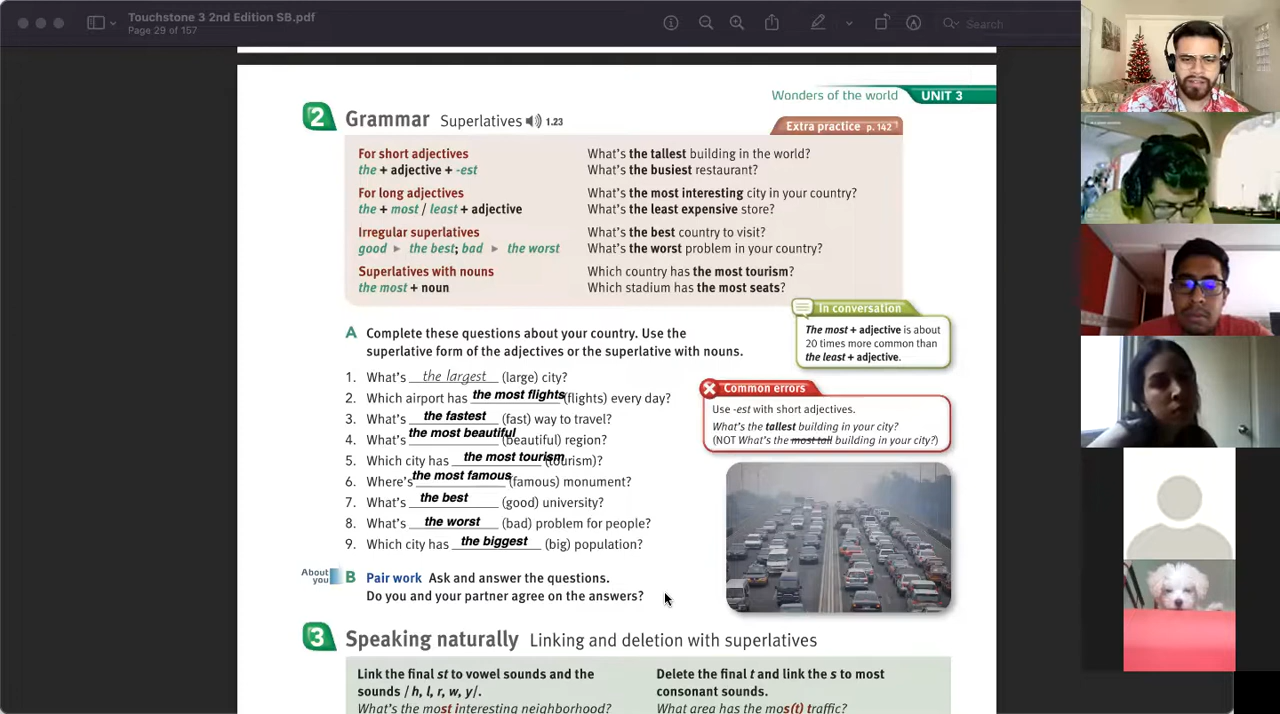 Touchstone 3 2nd Edition SB.pdf
Page 29 of 157
Search
Wonders of the world UNIT 3
2 Grammar Superlatives 1.23
Extra practice p. 142
For short adjectives
the + adjective + -est
What's the tallest building in the world?
What's the busiest restaurant?
For long adjectives
the + most / least + adjective
What's the most interesting city in your country?
What's the least expensive store?
Irregular superlatives
good ► the best; bad ► the worst
What's the best country to visit?
What's the worst problem in your country?
Superlatives with nouns
the most + noun
Which country has the most tourism?
Which stadium has the most seats?
In conversation
The most + adjective is about
20 times more common than
the least + adjective.
A Complete these questions about your country. Use the
superlative form of the adjectives or the superlative with nouns.
1. What's the largest (large) city?
2. Which airport has the most flights (flights) every day?
3. What's the fastest (fast) way to travel?
4. What's the most beautiful (beautiful) region?
5. Which city has the most tourism (tourism)?
6. Where's the most famous (famous) monument?
7. What's the best (good) university?
8. What's the worst (bad) problem for people?
9. Which city has the biggest (big) population?
Common errors
Use -est with short adjectives.
What's the tallest building in your city?
(NOT What's the most tall building in your city?)
About
you
B Pair work Ask and answer the questions.
Do you and your partner agree on the answers?
3 Speaking naturally Linking and deletion with superlatives
Link the final st to vowel sounds and the
sounds / h, l, r, w, y/.
What's the most interesting neighborhood?
Delete the final t and link the s to most
consonant sounds.
What area has the mos(t) traffic?